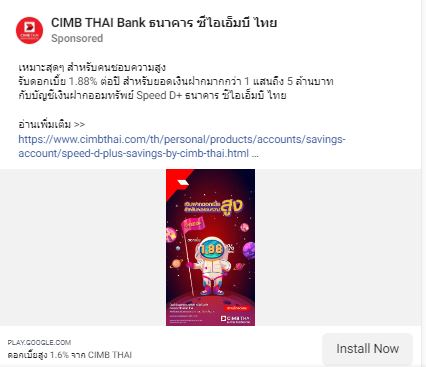 CIMB THAI Bank ธนาคาร ซีไอเอ็มบี ไทย
Sponsored
เหมาะสุดๆ สำหรับคนชอบความสูง
รับดอกเบี้ย 1.88% ต่อปี สำหรับยอดเงินฝากมากกว่า 1 แสนถึง 5 ล้านบาท
กับบัญชีเงินฝากออมทรัพย์ Speed D+ ธนาคาร ซีไอเอ็มบี ไทย
อ่านเพิ่มเติม >>
https://www.cimbthai.com/th/personal/products/accounts/savings-
account/speed-d-plus-savings-by-cimb-thai.html ...
สูง
1.88%
CIMB THAI
PLAY.GOOGLE.COM
ดอกเบี้ยสูง 1.6% จาก CIMB THAI
Install Now